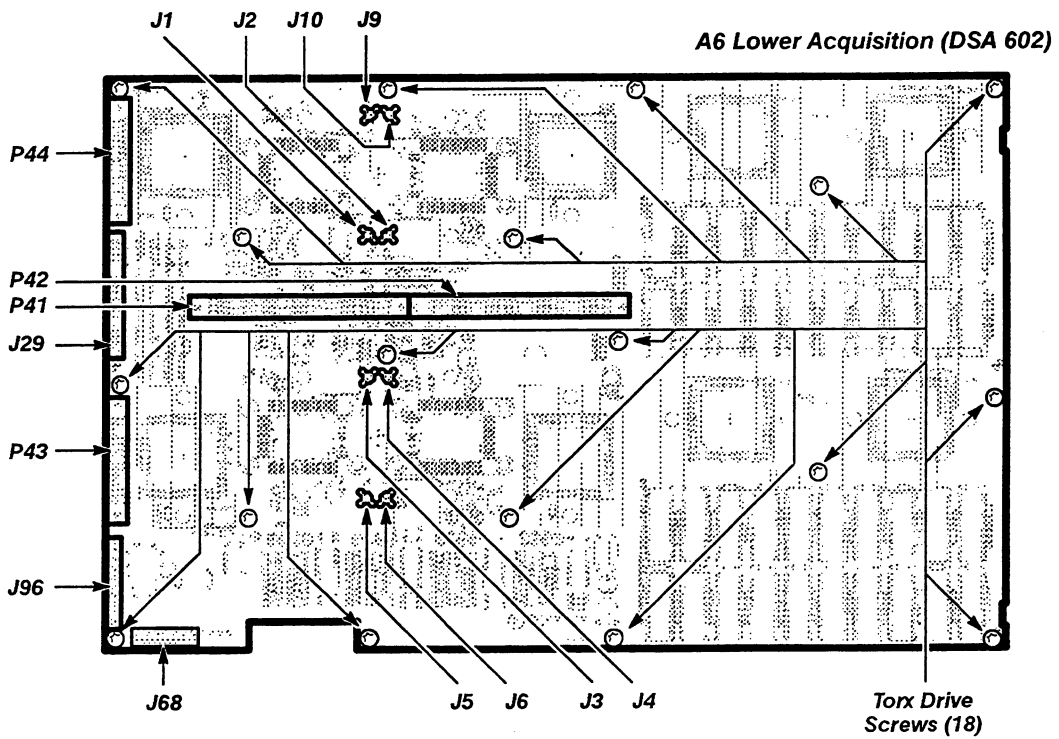 J1
J2
J10
J9
A6 Lower Acquisition (DSA 602)
P44
P42
P41
J29
P43
J96
J68
J5
J6
J3
J4
Torx Drive
Screws (18)